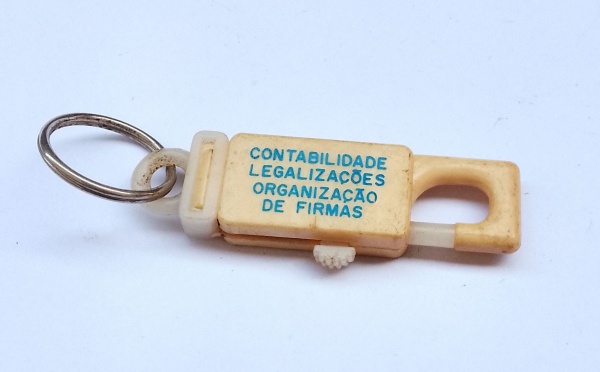 CONTABILIDADE
LEGALIZAÇÕES
ORGANIZAÇÃO
DE FIRMAS